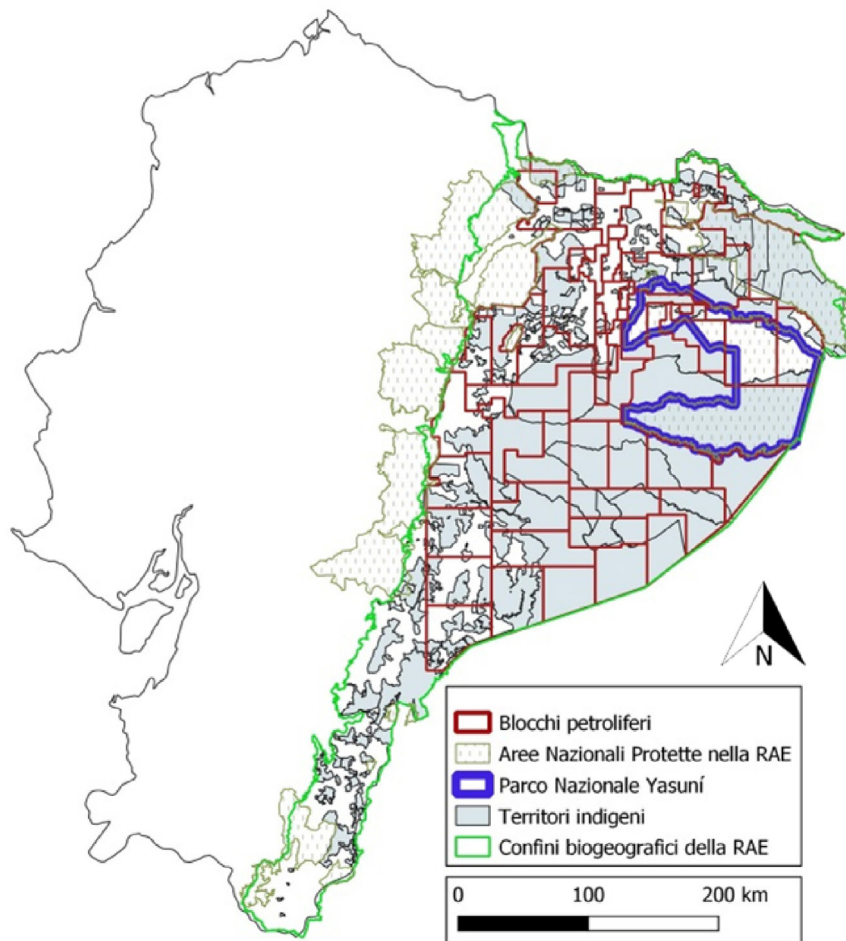 N
Blocchi petroliferi
Aree Nazionali Protette nella RAE
Parco Nazionale Yasuní
Territori indigeni
Confini biogeografici della RAE
0 100 200 km